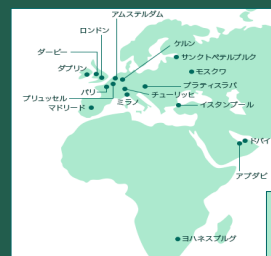 アムステルダム
ロンドン
ダービー
ケルン
サンクトペテルブルク
ダブリン
モスクワ
パリ
ブラティスラバ
ブリュッセル
チューリッヒ
マドリード
ミラノ
イスタンブール
ドバイ
アブダビ
ヨハネスブルグ